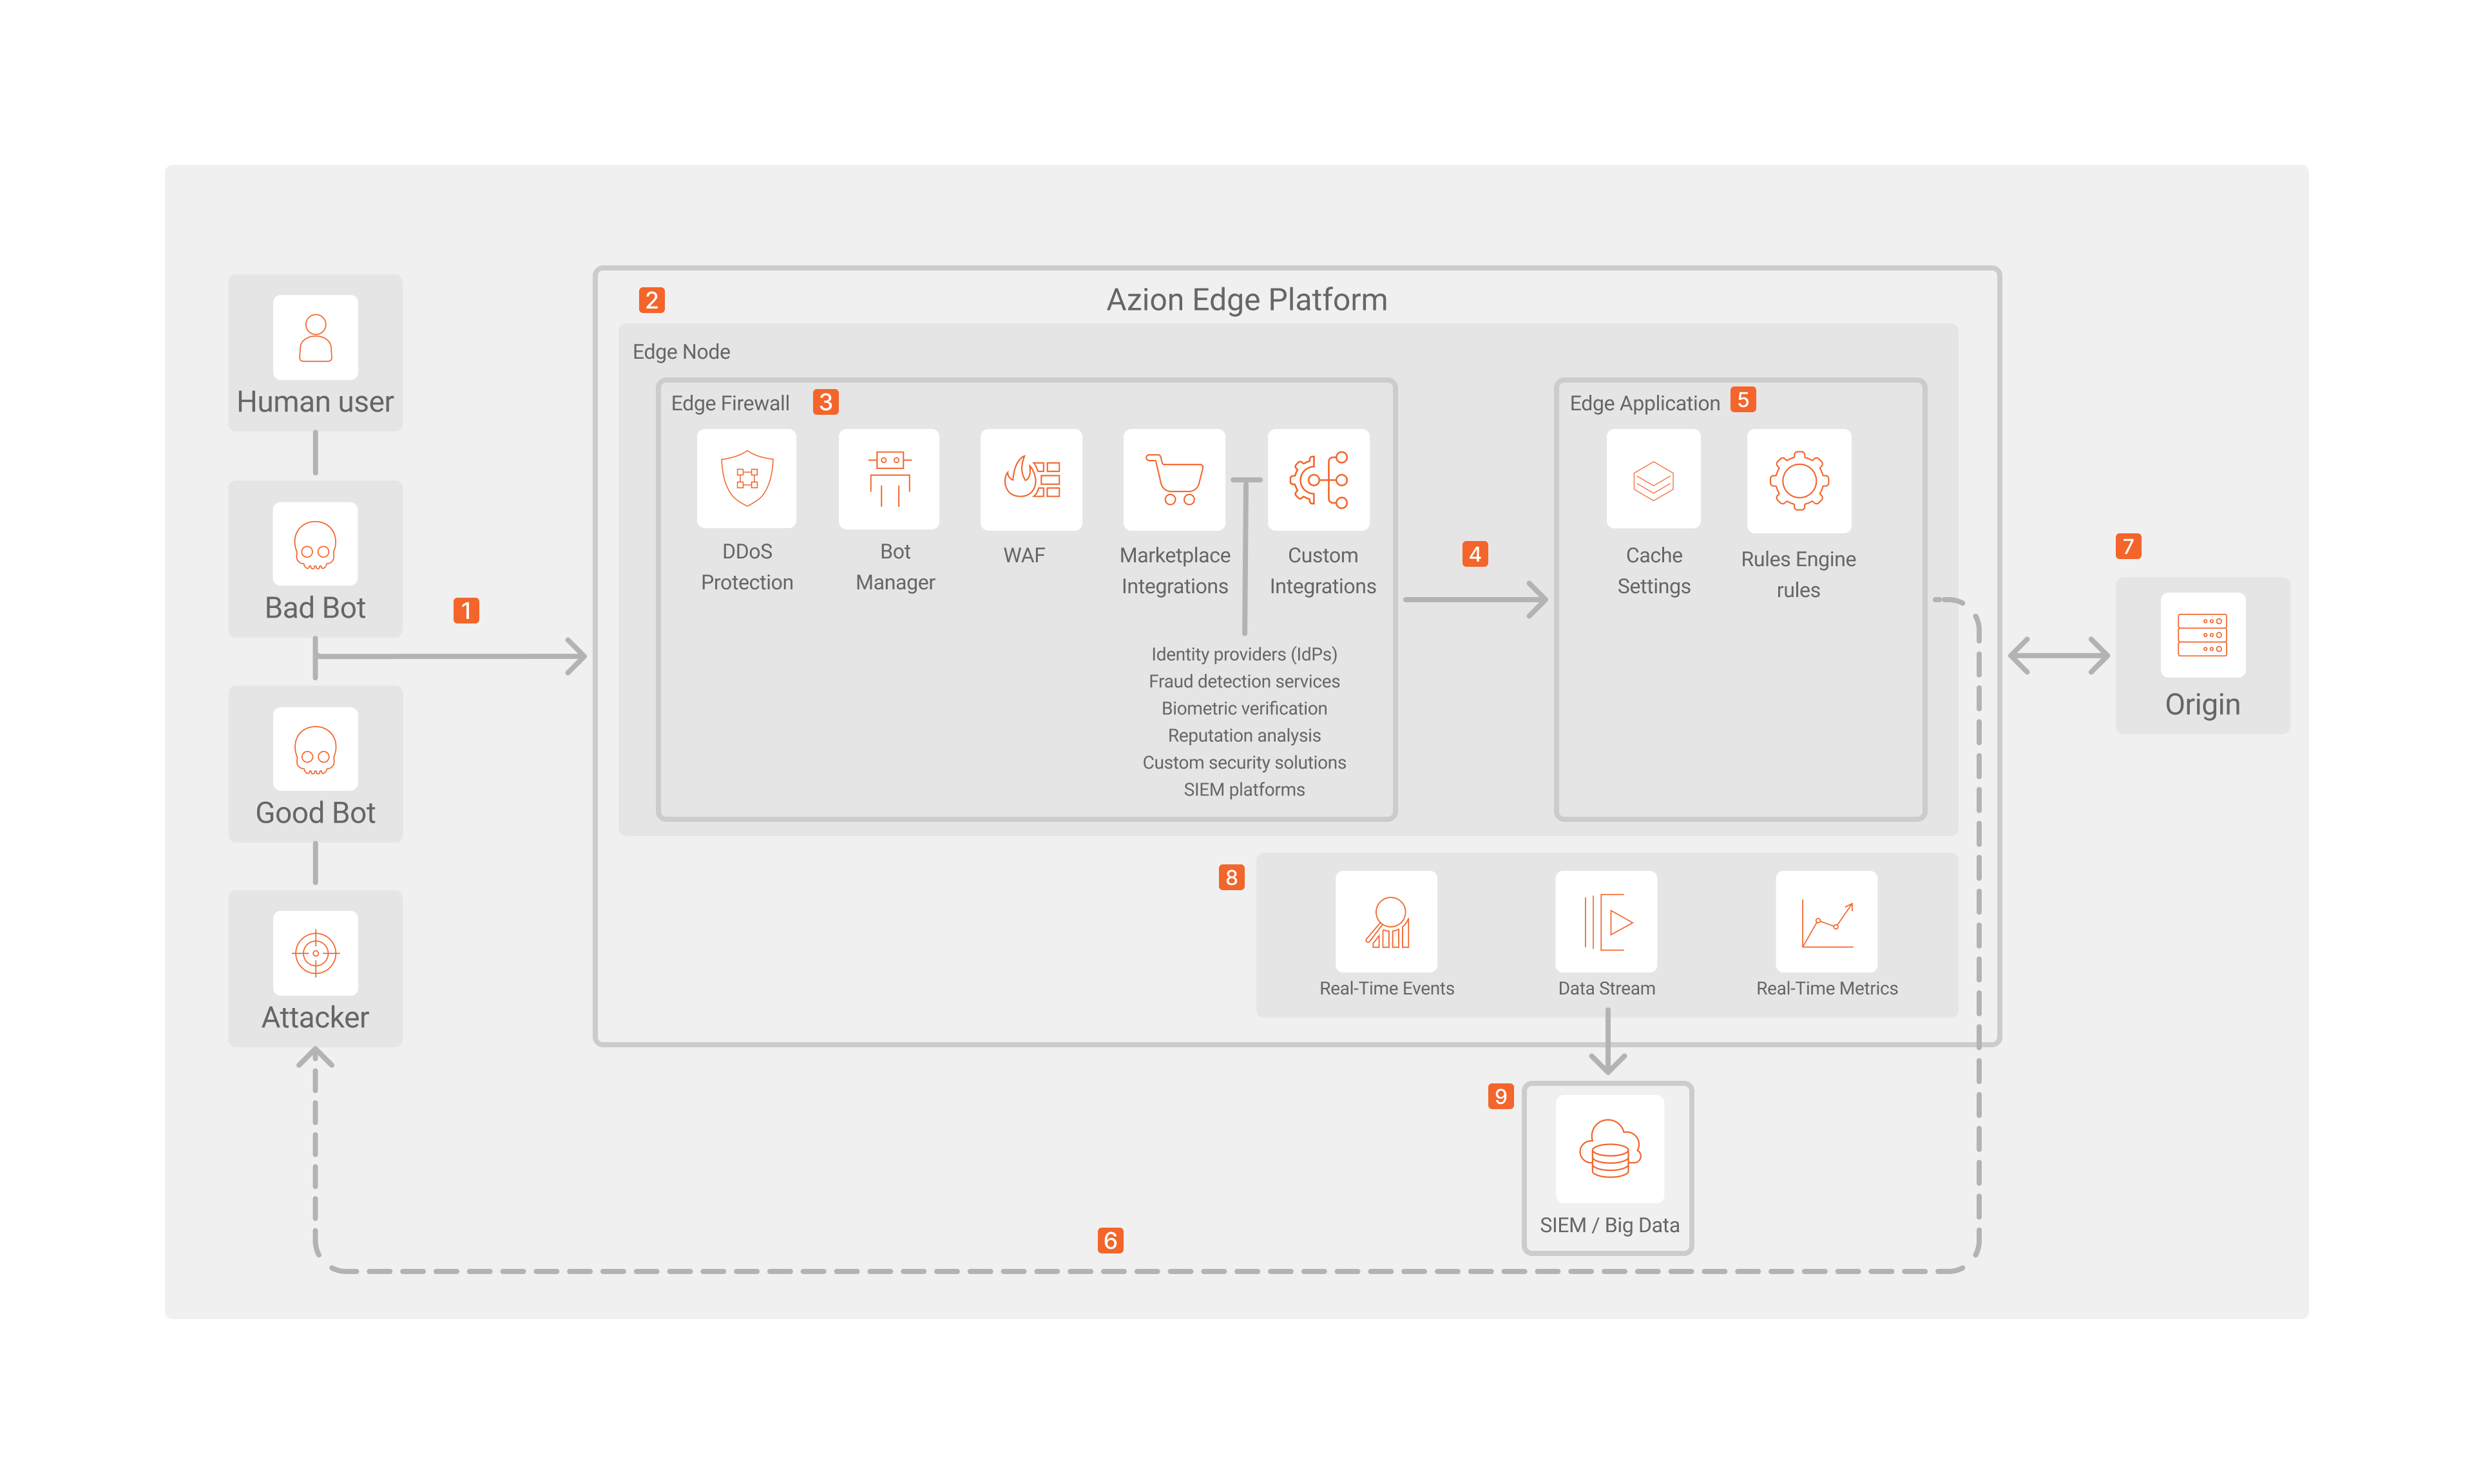 Human user
Bad Bot
Good Bot
Attacker
1
2
Azion Edge Platform
Edge Node
Edge Firewall
3
DDoS
Protection
Bot
Manager
WAF
Marketplace
Integrations
Custom
Integrations
Identity providers (IdPs)
Fraud detection services
Biometric verification
Reputation analysis
Custom security solutions
SIEM platforms
4
Edge Application
5
Cache
Settings
Rules Engine
rules
7
Origin
8
Real-Time Events
Data Stream
Real-Time Metrics
9
SIEM / Big Data
6